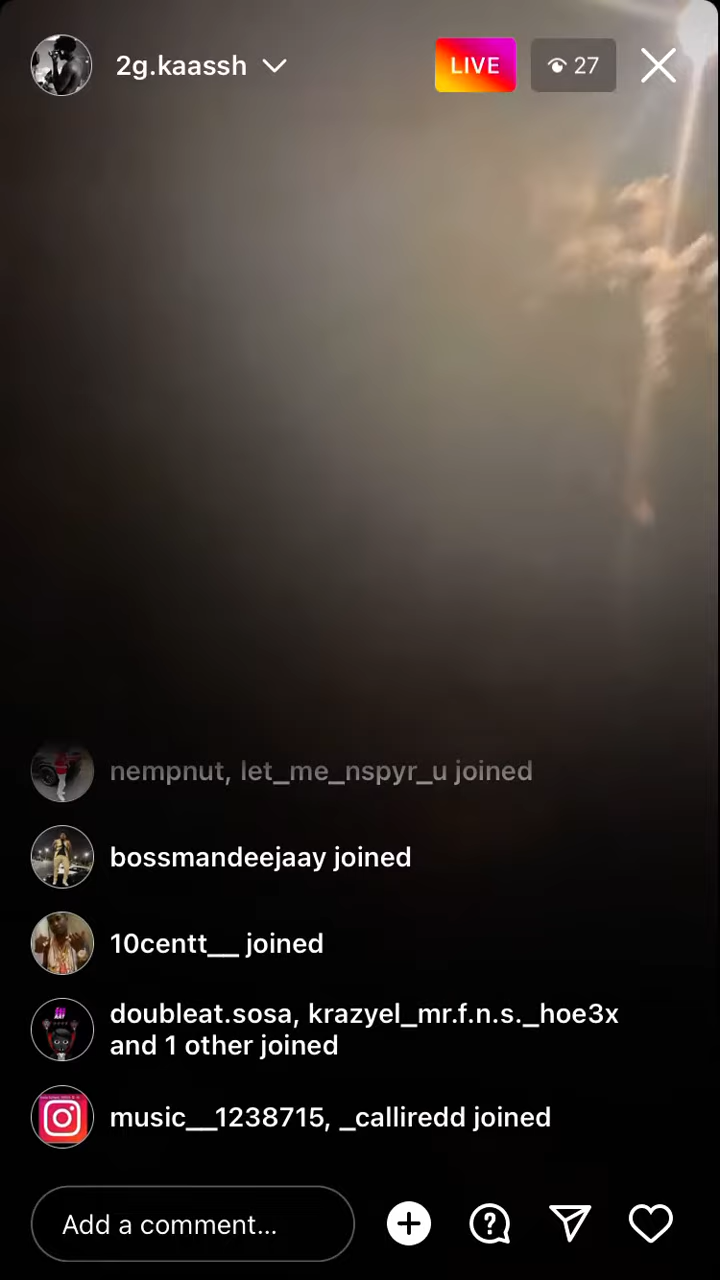 2g.kaassh
LIVE
27
nempnut, let_me_nspyr_u joined
bossmandeejaay joined
10centt__ joined
doubleat.sosa, krazyel_mr.f.n.s._hoe3x
and 1 other joined
music__1238715, _calliredd joined
Add a comment...